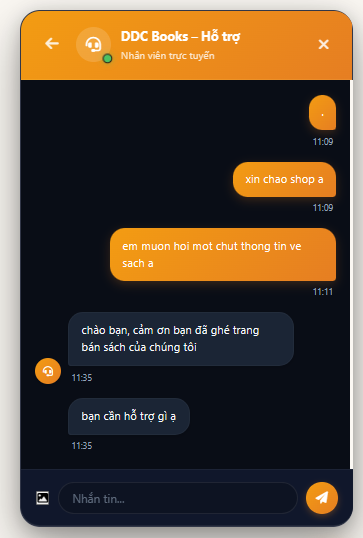 DDC Books – Hỗ trợ
Nhân viên trực tuyến
.
11:09
xin chao shop a
11:09
em muon hoi mot chut thong tin ve
sach a
11:11
chào bạn, cảm ơn bạn đã ghé trang
bán sách của chúng tôi
11:35
bạn cần hỗ trợ gì ạ
11:35
Nhắn tin...